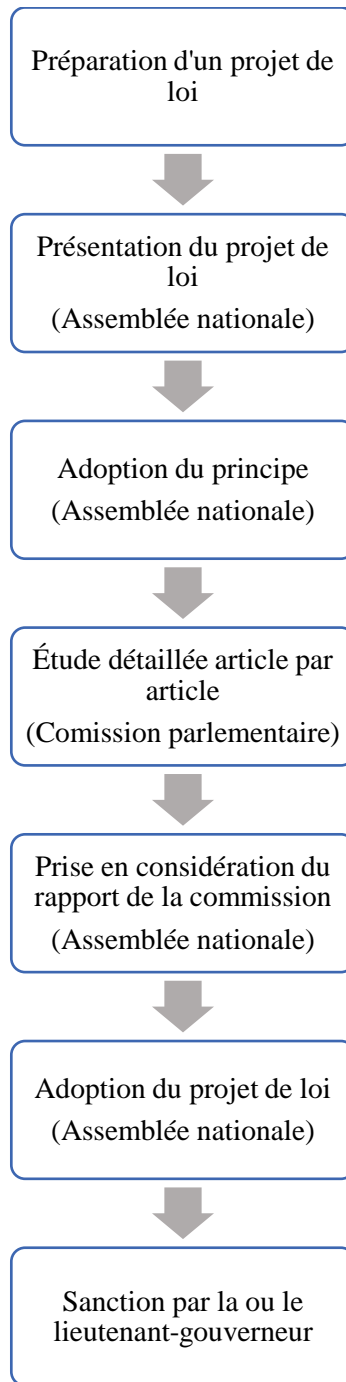 Préparation d'un projet de
loi
Présentation du projet de
loi
(Assemblée nationale)
Adoption du principe
(Assemblée nationale)
Étude détaillée article par
article
(Comission parlementaire)
Prise en considération du
rapport de la commission
(Assemblée nationale)
Adoption du projet de loi
(Assemblée nationale)
Sanction par la ou le
lieutenant-gouverneur